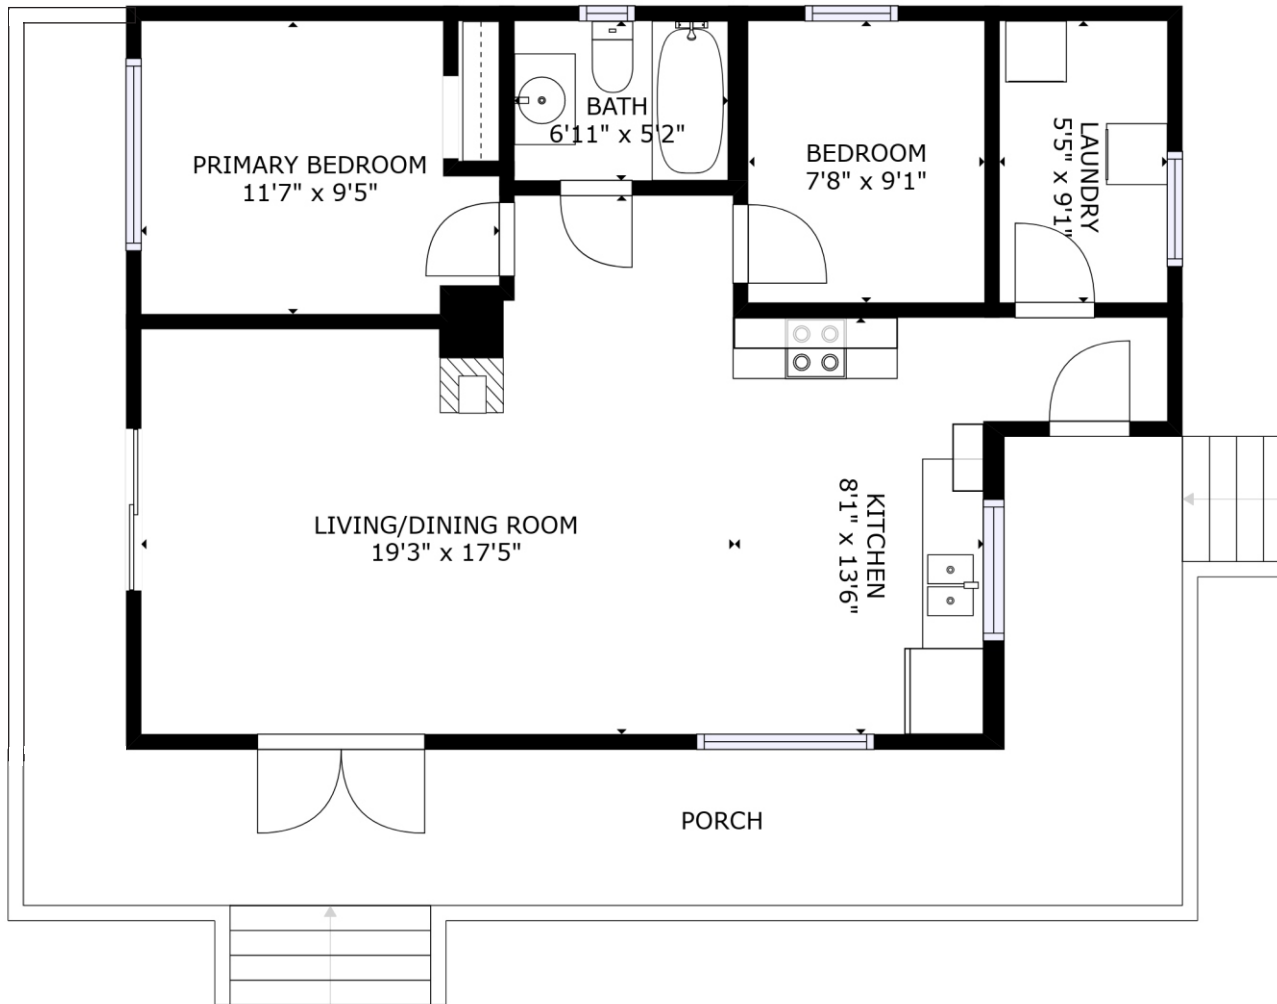 BATH
6'11" x 5'2"
PRIMARY BEDROOM
11'7" x 9'5"
BEDROOM
7'8" x 9'1"
LAUNDRY
5'5" x 9'1"
LIVING/DINING ROOM
19'3" x 17'5"
KITCHEN
8'1" x 13'6"
PORCH